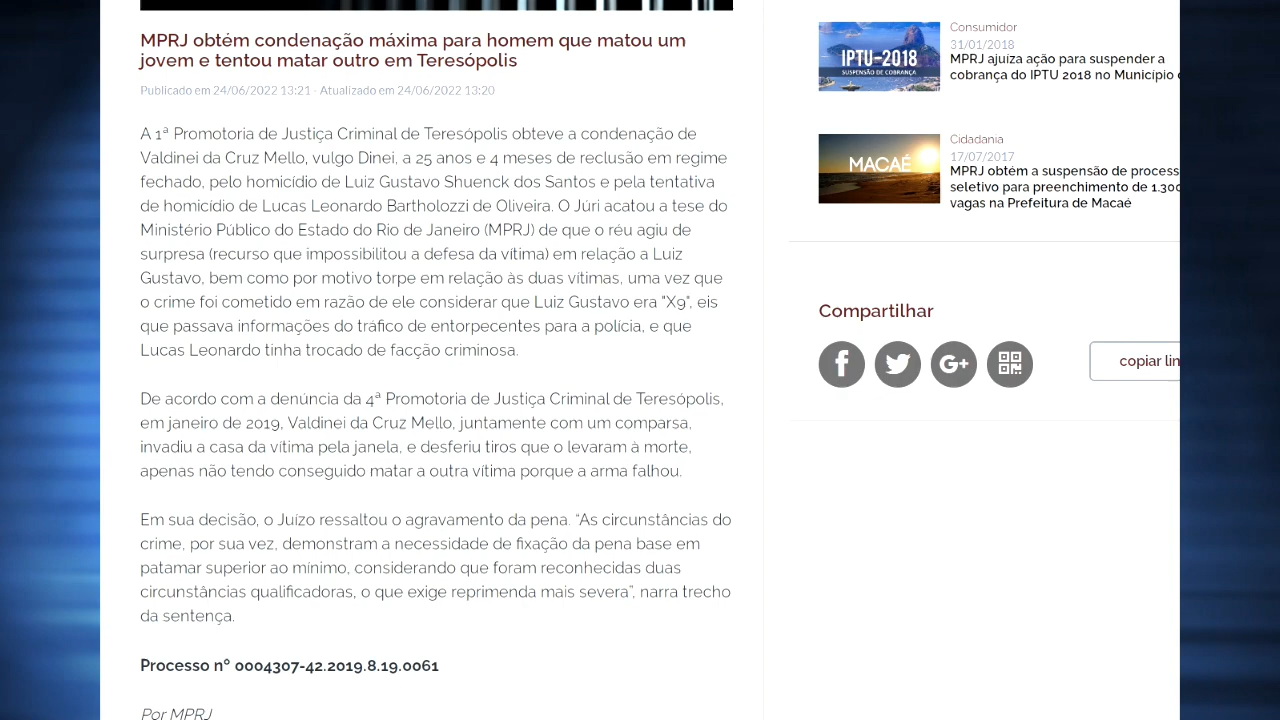 MPRJ obtém condenação máxima para homem que matou um
jovem e tentou matar outro em Teresópolis
Publicado em 24/06/2022 13:21 - Atualizado em 24/06/2022 13:20
A 1ª Promotoria de Justiça Criminal de Teresópolis obteve a condenação de
Valdinei da Cruz Mello, vulgo Dinei, a 25 anos e 4 meses de reclusão em regime
fechado, pelo homicídio de Luiz Gustavo Shuenck dos Santos e pela tentativa
de homicídio de Lucas Leonardo Bartholozzi de Oliveira. O Júri acatou a tese do
Ministério Público do Estado do Rio de Janeiro (MPRJ) de que o réu agiu de
surpresa (recurso que impossibilitou a defesa da vítima) em relação a Luiz
Gustavo, bem como por motivo torpe em relação às duas vítimas, uma vez que
o crime foi cometido em razão de ele considerar que Luiz Gustavo era "X9", eis
que passava informações do tráfico de entorpecentes para a polícia, e que
Lucas Leonardo tinha trocado de facção criminosa.
De acordo com a denúncia da 4ª Promotoria de Justiça Criminal de Teresópolis,
em janeiro de 2019, Valdinei da Cruz Mello, juntamente com um comparsa,
invadiu a casa da vítima pela janela, e desferiu tiros que o levaram à morte,
apenas não tendo conseguido matar a outra vítima porque a arma falhou.
Em sua decisão, o Juízo ressaltou o agravamento da pena. “As circunstâncias do
crime, por sua vez, demonstram a necessidade de fixação da pena base em
patamar superior ao mínimo, considerando que foram reconhecidas duas
circunstâncias qualificadoras, o que exige reprimenda mais severa”, narra trecho
da sentença.
Processo nº 0004307-42.2019.8.19.0061
Por MPRJ
IPTU-2018
SUSPENSÃO DE COBRANÇA
Consumidor
31/01/2018
MPRJ ajuíza ação para suspender a
cobrança do IPTU 2018 no Município
MACAÉ
Cidadania
17/07/2017
MPRJ obtém a suspensão de process
seletivo para preenchimento de 1.300
vagas na Prefeitura de Macaé
Compartilhar
copiar lin